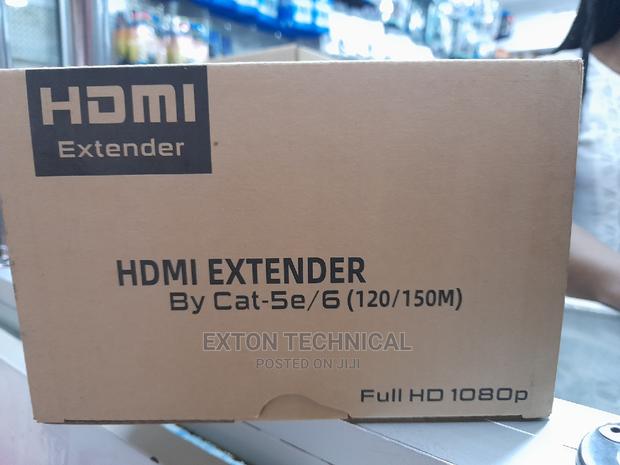 HDMI
Extender
HDMI EXTENDER
By Cat-5e/6 (120/150M)
EXTON TECHNICAL
POSTED ON JIJI
Full HD 1080p